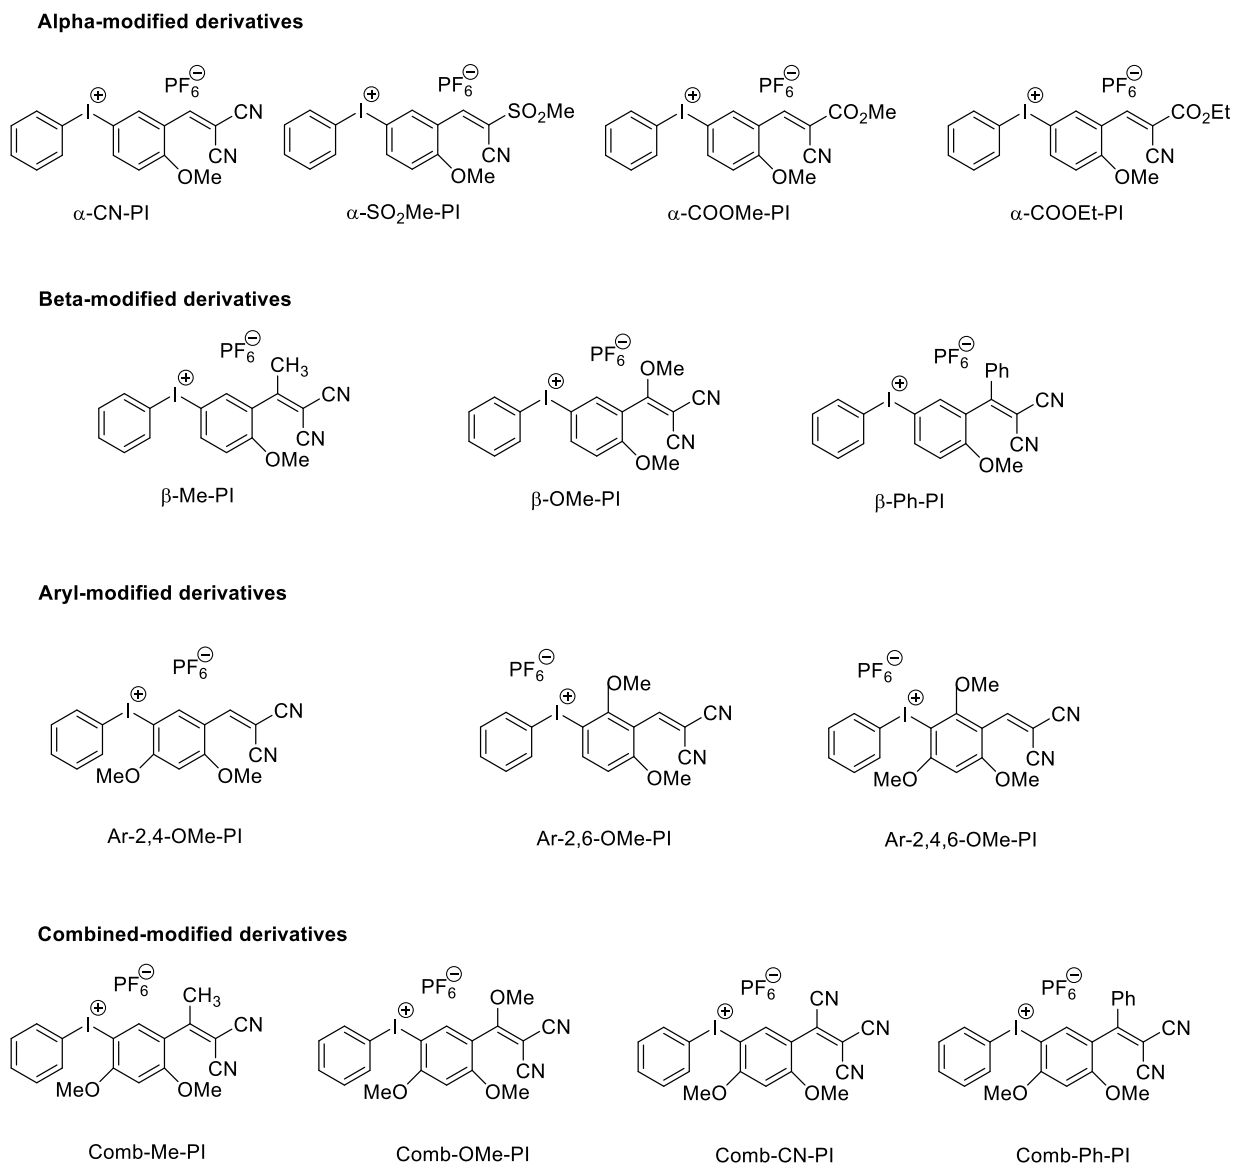 Alpha-modified derivatives
PF6⊖ PF6⊖ PF6⊖ PF6⊖
I⊕ CN I⊕ SO2Me I⊕ CO2Me I⊕ CO2Et
CN CN CN CN
OMe OMe OMe OMe
α-CN-PI α-SO2Me-PI α-COOMe-PI α-COOEt-PI
Beta-modified derivatives
PF6⊖ PF6⊖ PF6⊖
CH3 OMe Ph
I⊕ CN I⊕ CN I⊕ CN
CN CN CN
OMe OMe OMe
β-Me-PI β-OMe-PI β-Ph-PI
Aryl-modified derivatives
PF6⊖ PF6⊖ PF6⊖
OMe OMe
I⊕ CN I⊕ CN I⊕ CN
CN CN CN
MeO OMe OMe MeO OMe
Ar-2,4-OMe-PI Ar-2,6-OMe-PI Ar-2,4,6-OMe-PI
Combined-modified derivatives
PF6⊖ PF6⊖ PF6⊖ PF6⊖
CH3 OMe CN Ph
I⊕ CN I⊕ CN I⊕ CN I⊕ CN
CN CN CN CN
MeO OMe MeO OMe MeO OMe MeO OMe
Comb-Me-PI Comb-OMe-PI Comb-CN-PI Comb-Ph-PI